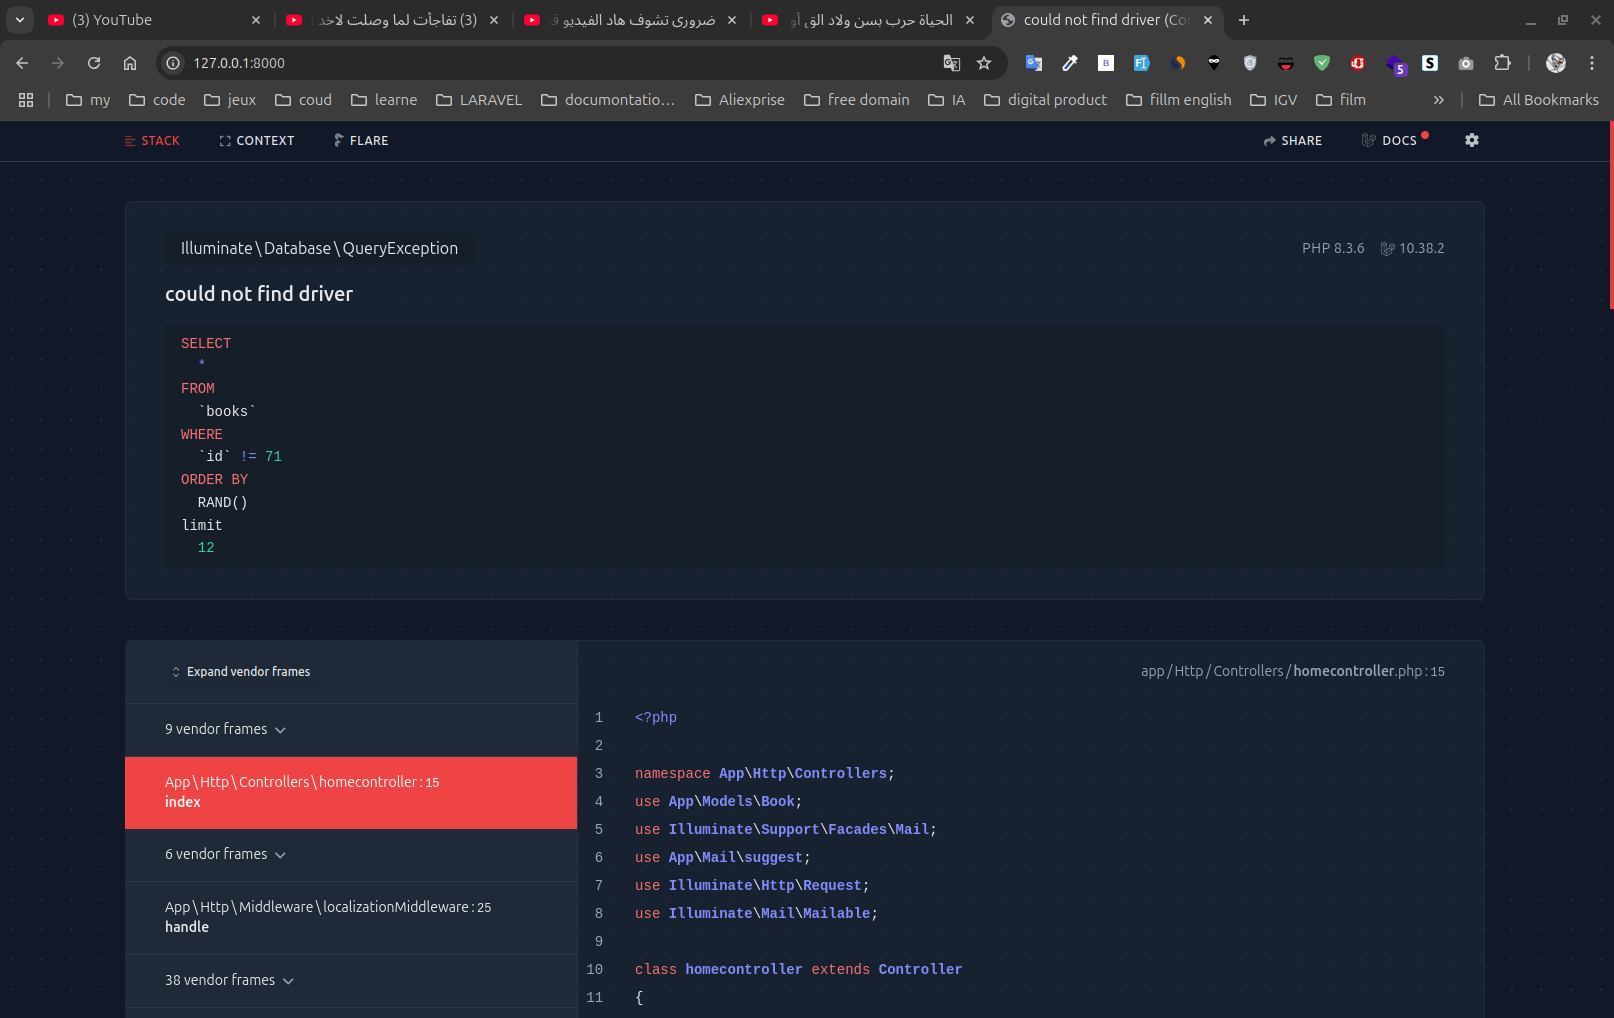 (3) YouTube
(3) تفاجأت لما وصلت لاخد
ضروري تشوف هاد الفيديو ق
الحياة حرب بسن ولاد الق أو
could not find driver (Co
127.0.0.1:8000
5
my
code
jeux
coud
learne
LARAVEL
documontatio...
Aliexprise
free domain
IA
digital product
fillm english
IGV
film
»
All Bookmarks
STACK
CONTEXT
FLARE
SHARE
DOCS
Illuminate\Database\QueryException
PHP 8.3.6
10.38.2
could not find driver
SELECT
*
FROM
`books`
WHERE
`id` != 71
ORDER BY
RAND()
limit
12
Expand vendor frames
9 vendor frames
App\Http\Controllers\homecontroller:15
index
6 vendor frames
App\Http\Middleware\localizationMiddleware:25
handle
38 vendor frames
app/Http/Controllers/homecontroller.php:15
1 <?php
2
3 namespace App\Http\Controllers;
4 use App\Models\Book;
5 use Illuminate\Support\Facades\Mail;
6 use App\Mail\suggest;
7 use Illuminate\Http\Request;
8 use Illuminate\Mail\Mailable;
9
10 class homecontroller extends Controller
11 {